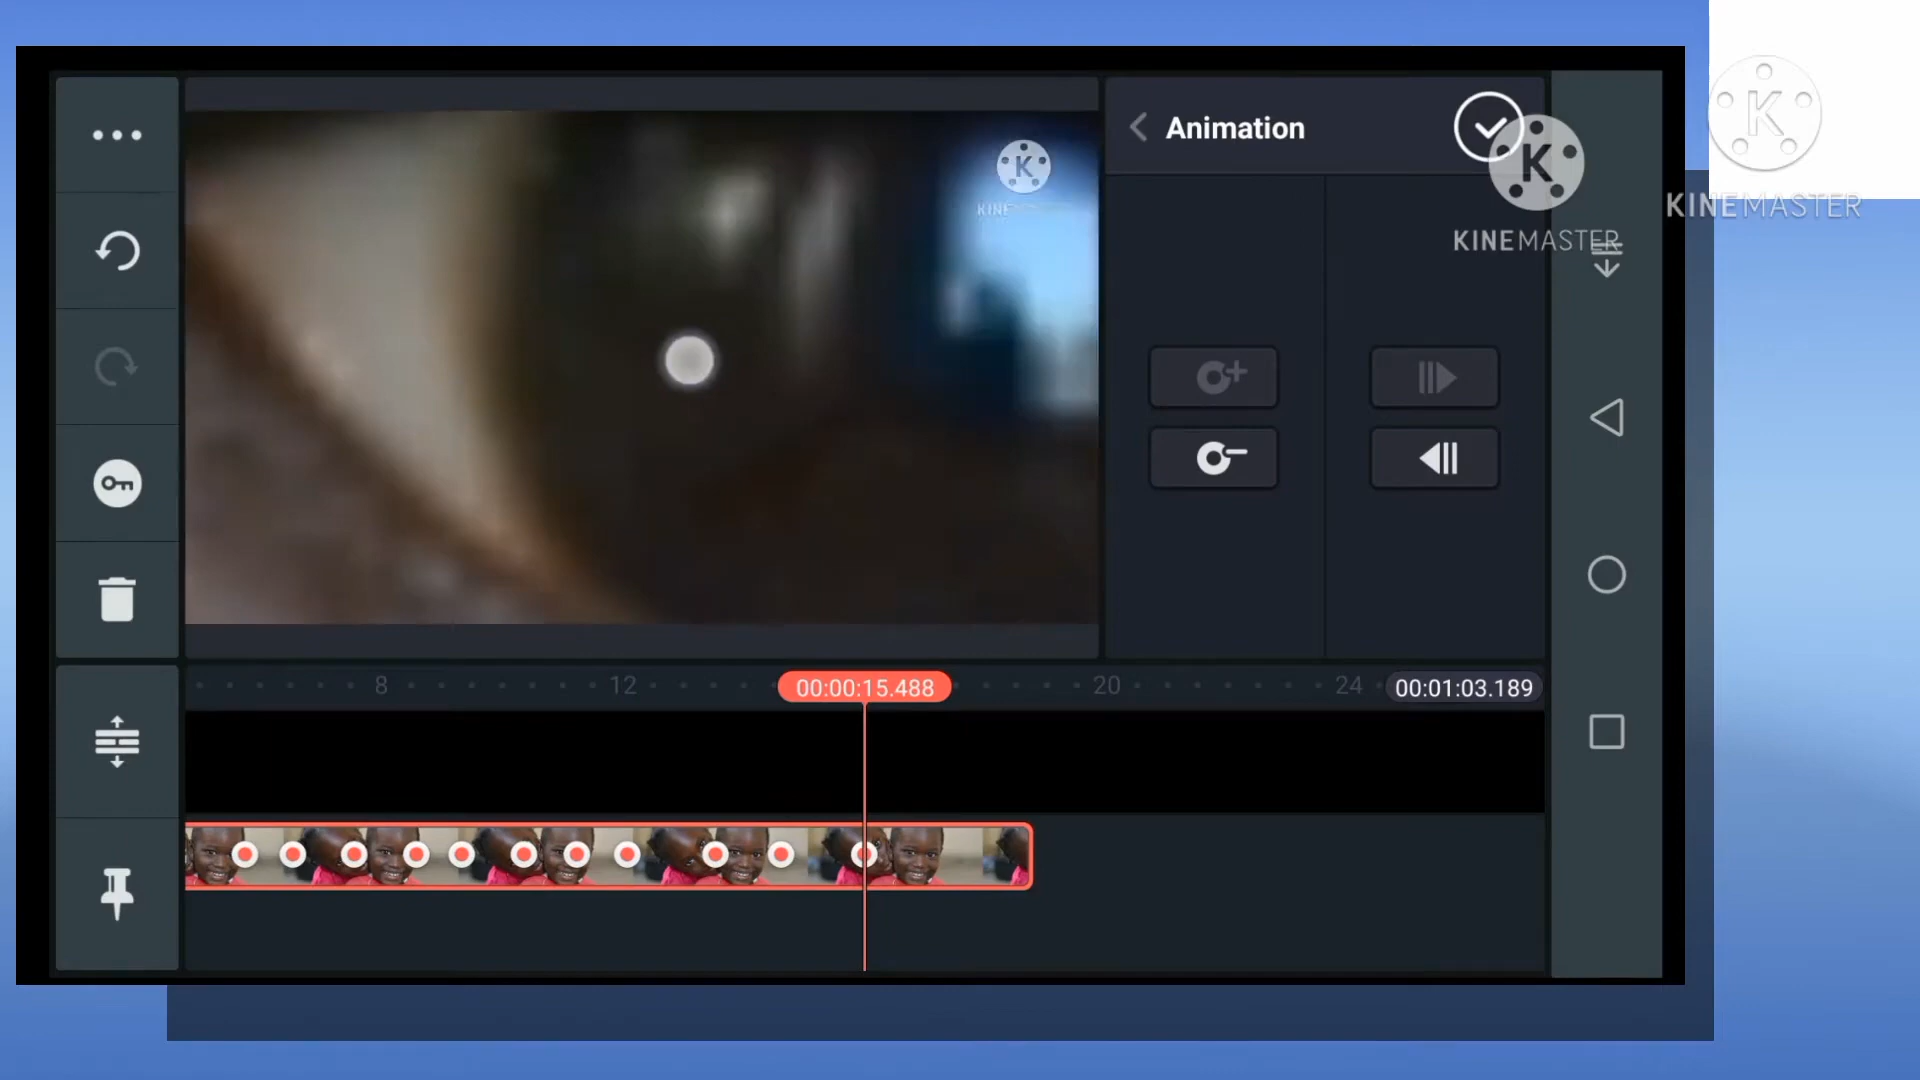 Animation
K
KINEMASTER
K
KINEMASTER
K
8
12
00:00:15.488
20
24
00:01:03.189